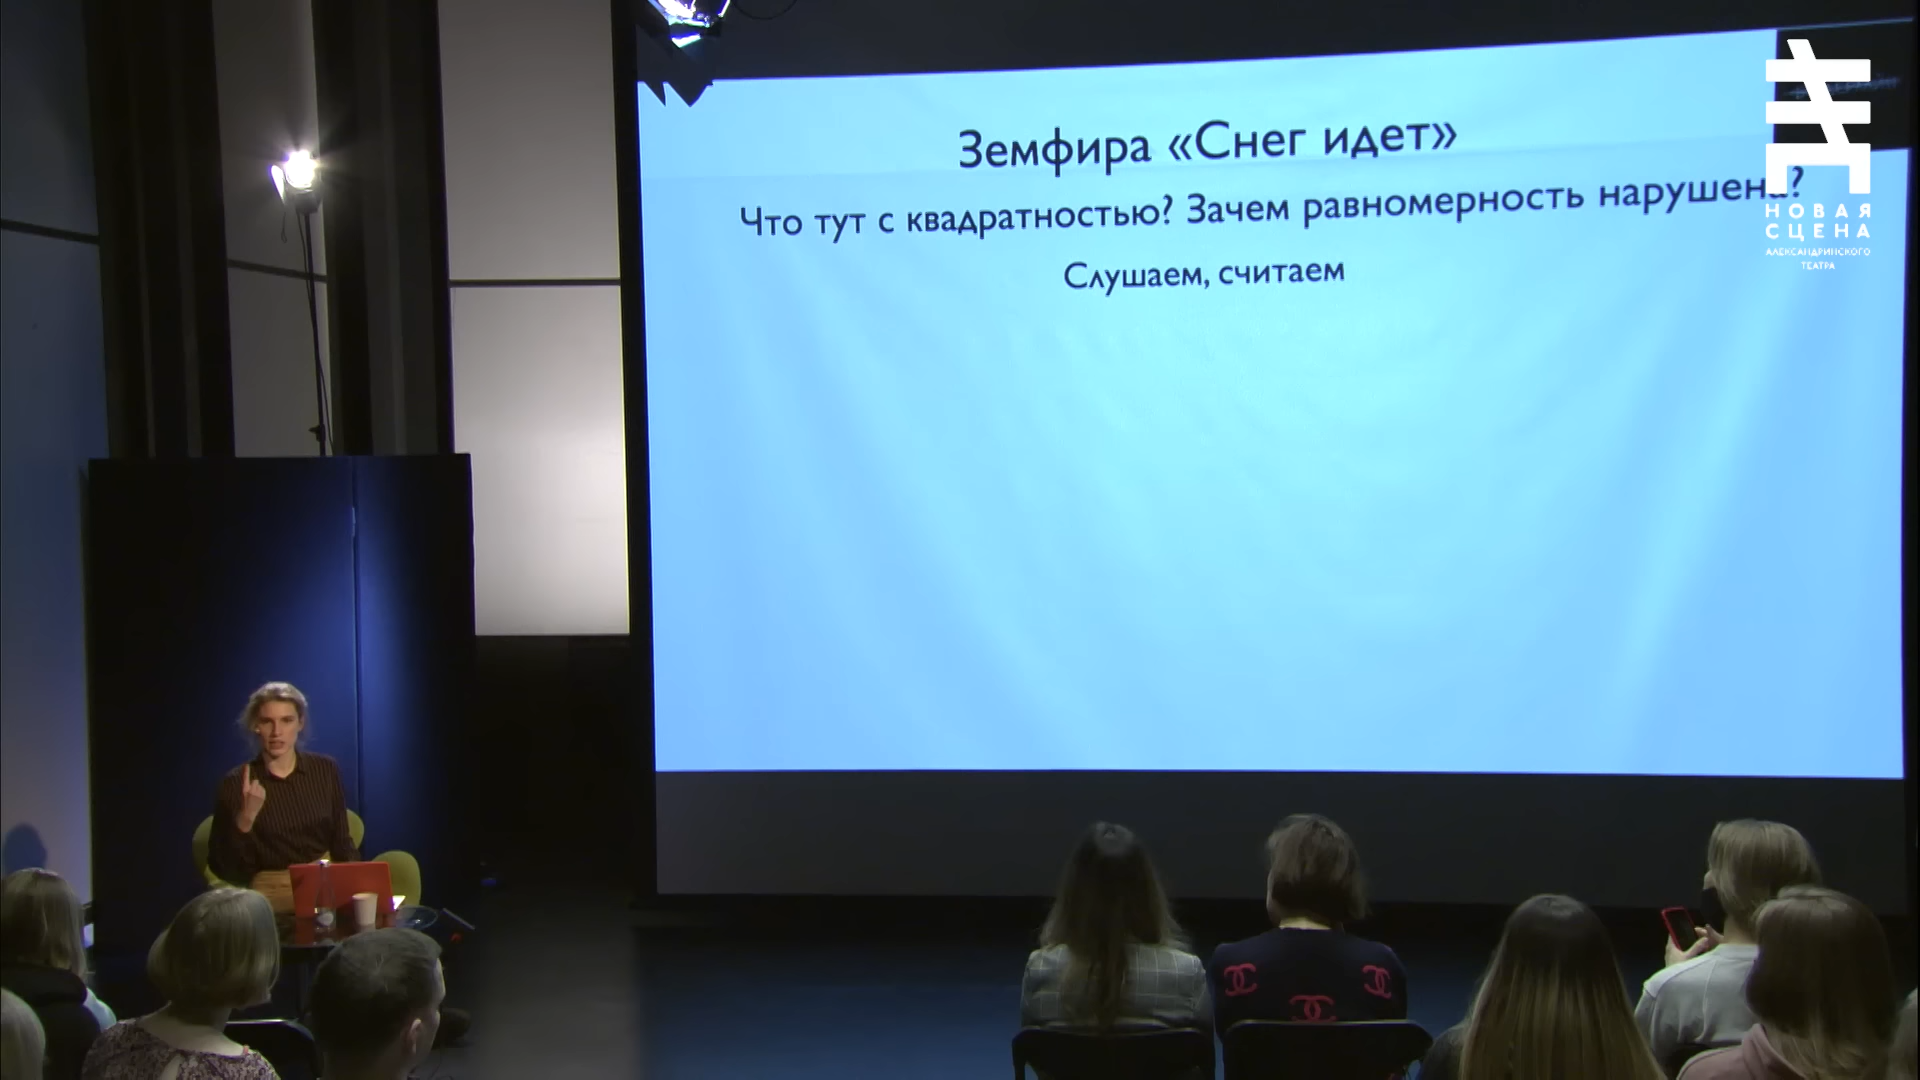 Земфира «Снег идет»
Что тут с квадратностью? Зачем равномерность нарушена?
Слушаем, считаем
НОВАЯ
СЦЕНА
АЛЕКСАНДРИНСКОГО
ТЕАТРА